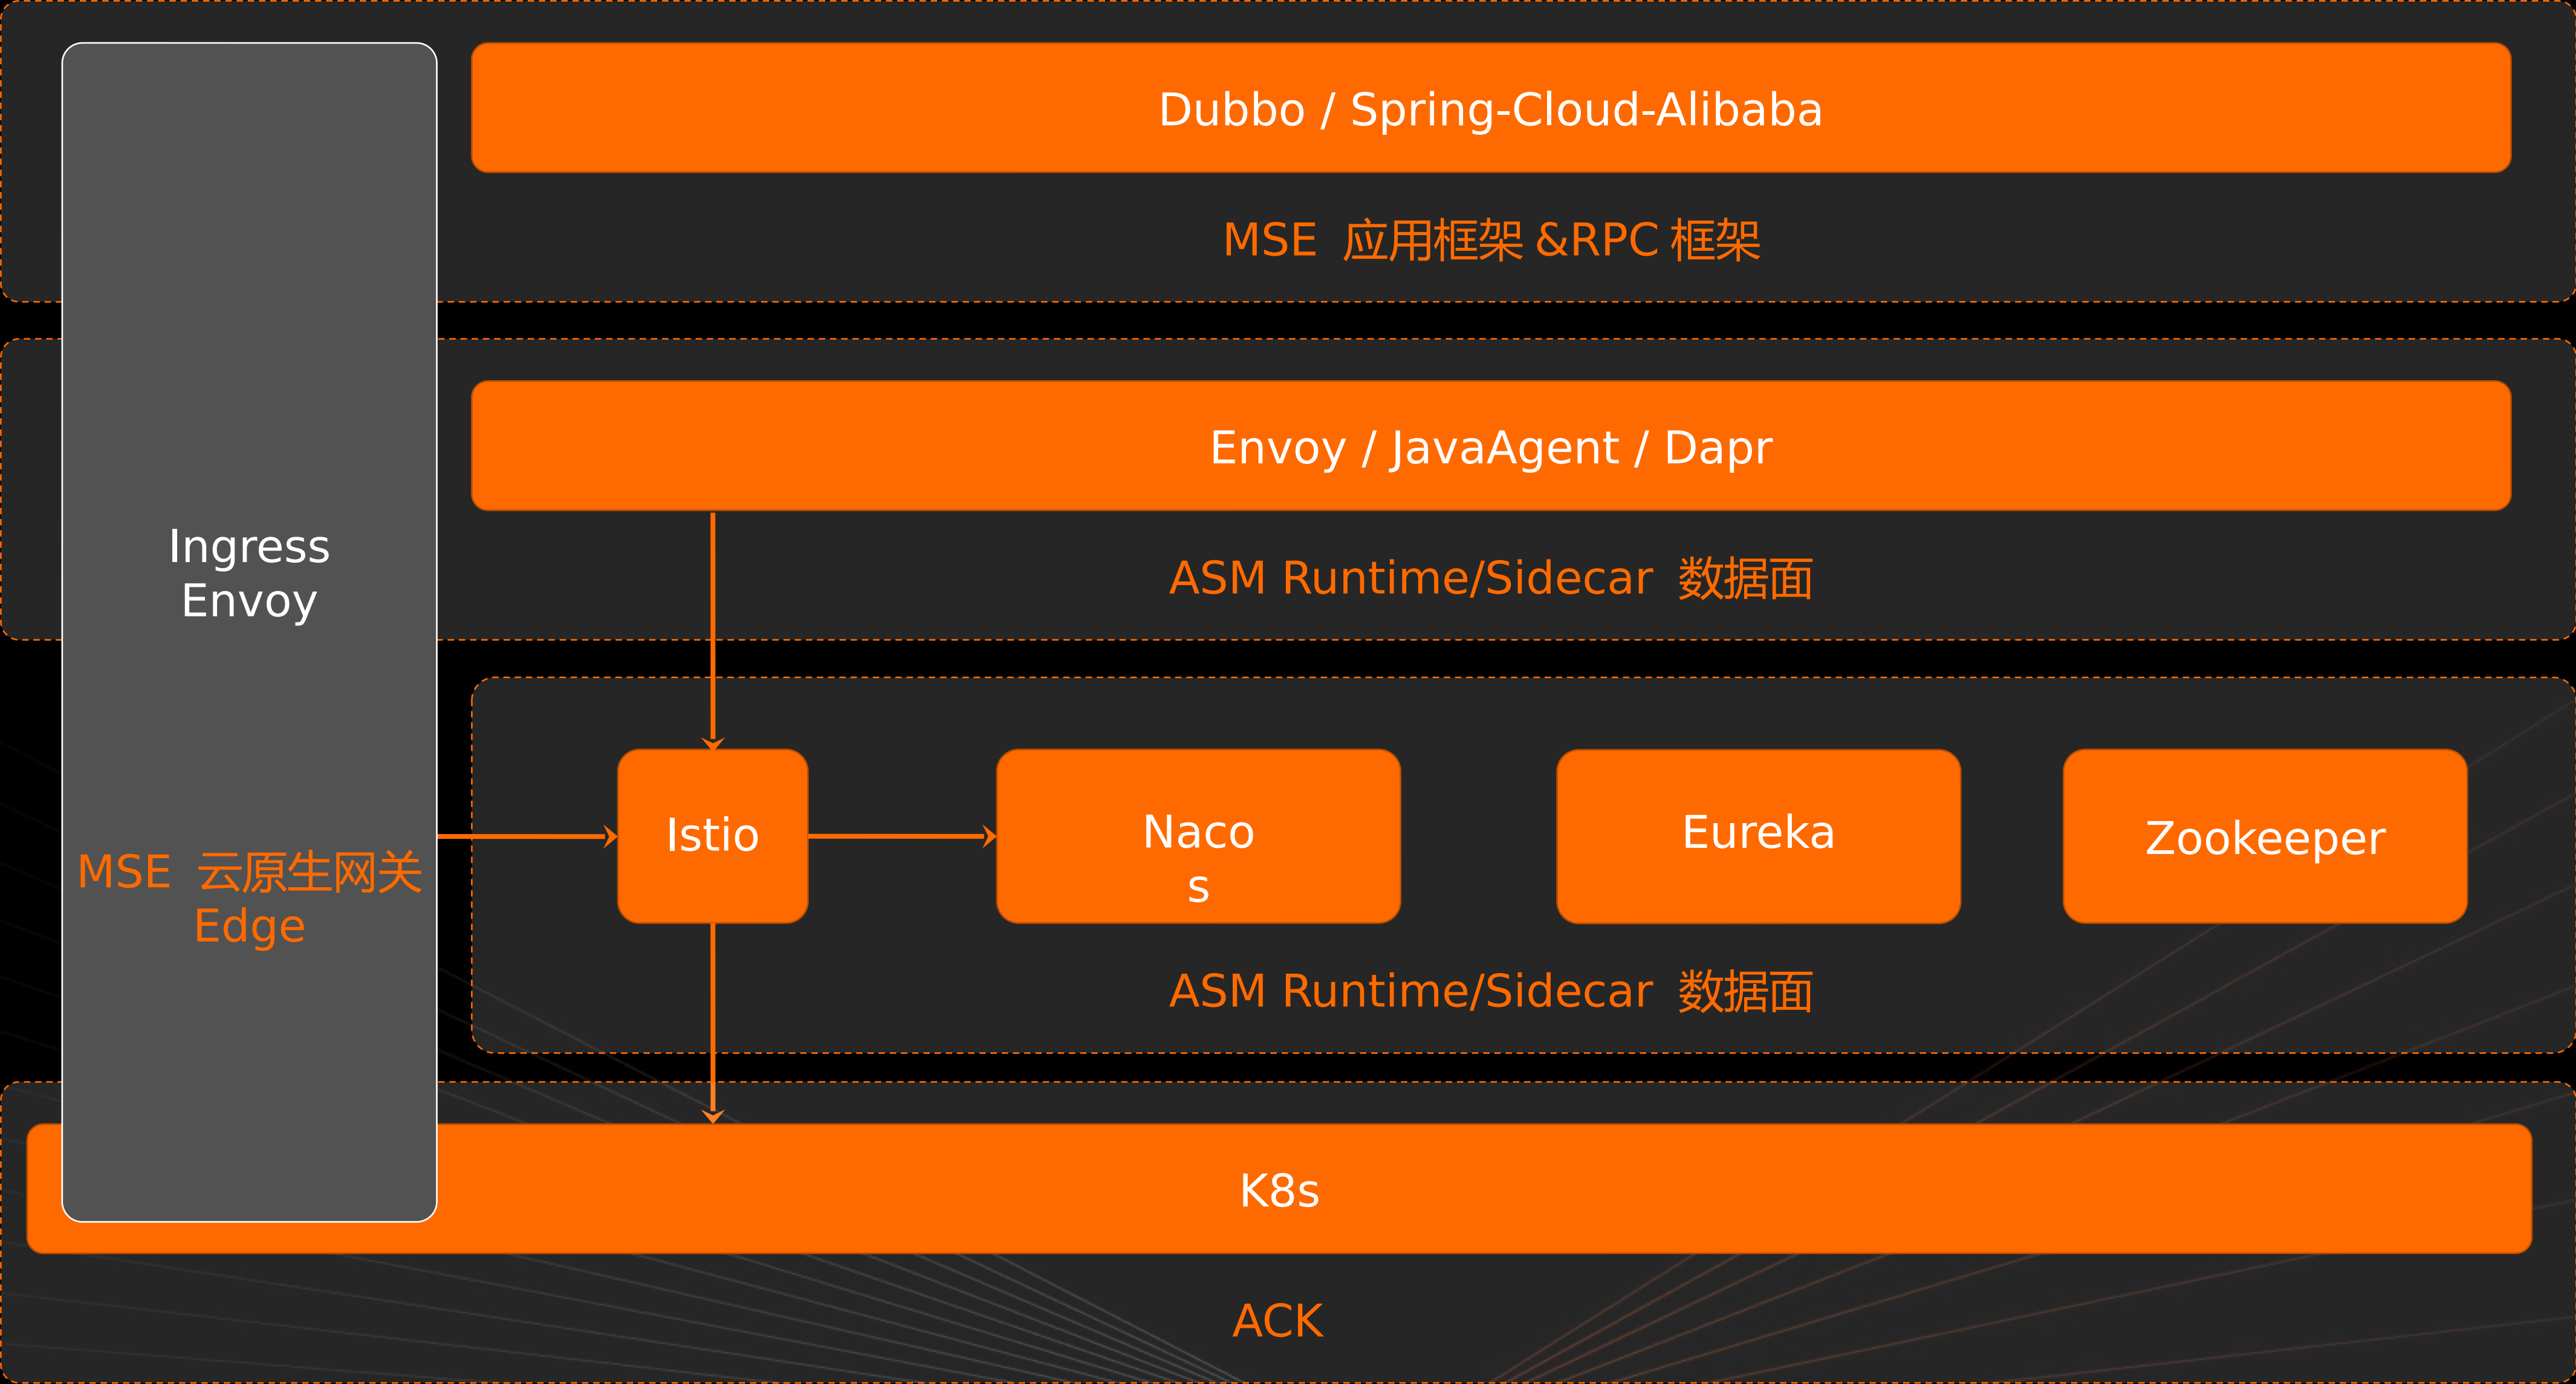 Dubbo / Spring-Cloud-Alibaba
MSE 应用框架 &RPC 框架
Envoy / JavaAgent / Dapr
ASM Runtime/Sidecar 数据面
Ingress
Envoy
MSE 云原生网关
Edge
Istio
Naco
s
Eureka
Zookeeper
ASM Runtime/Sidecar 数据面
K8s
ACK